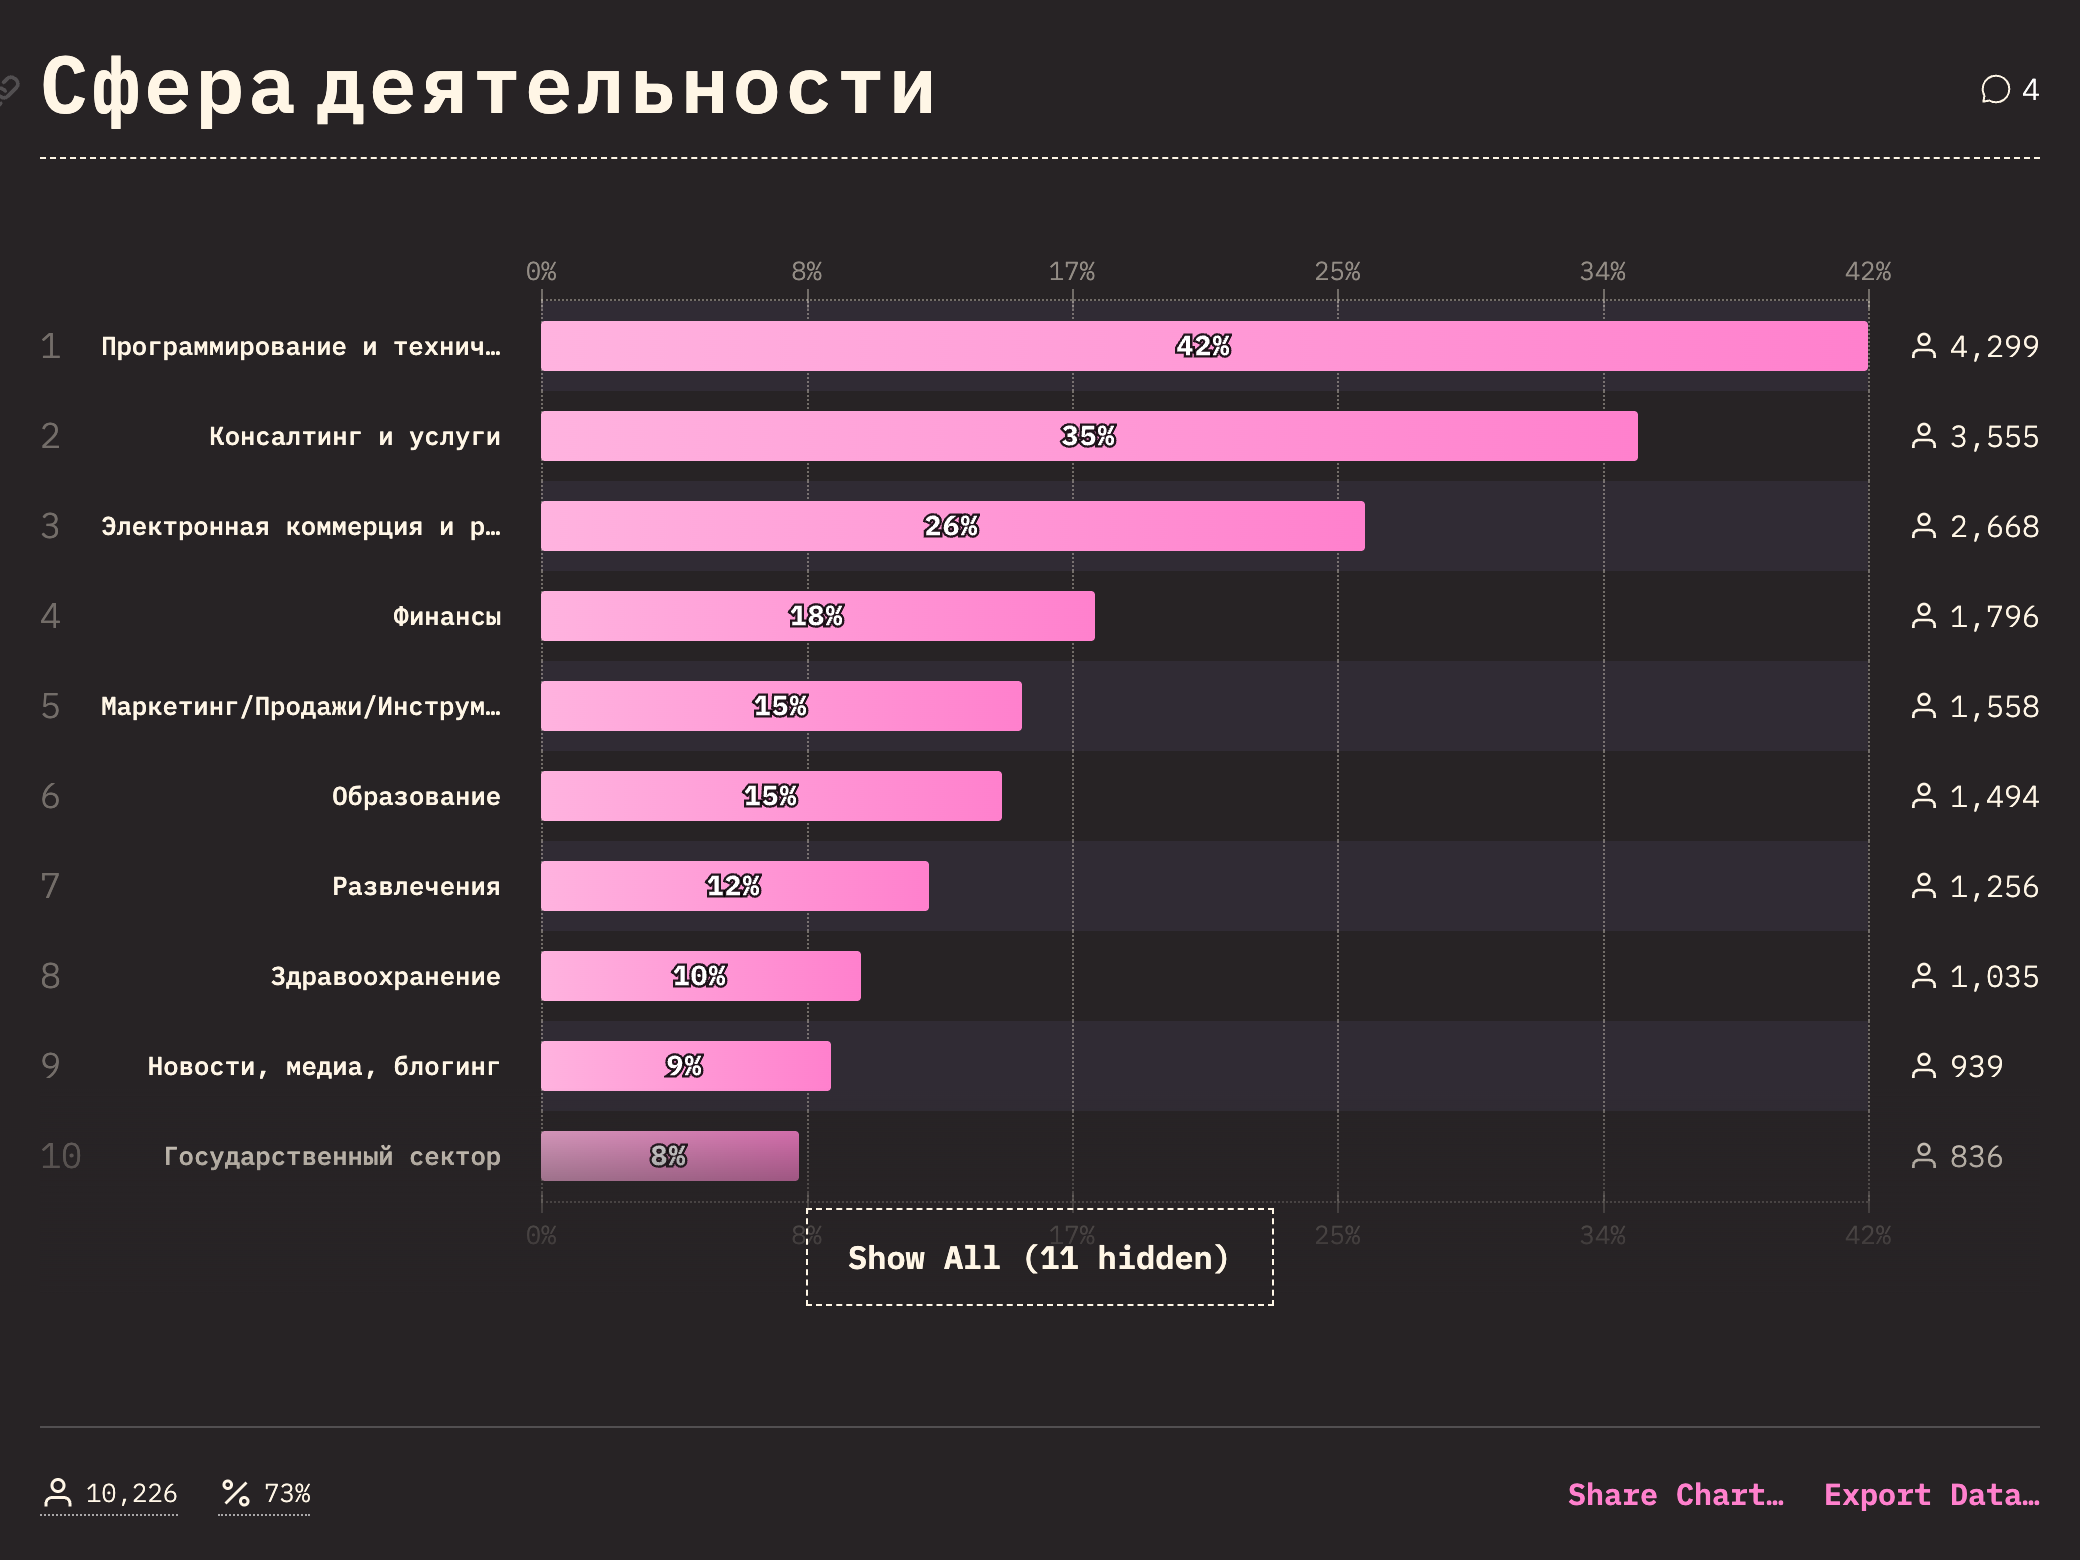 Сфера деятельности
4
0% 8% 17% 25% 34% 42%
1 Программирование и технич… 42% 4,299
2 Консалтинг и услуги 35% 3,555
3 Электронная коммерция и р… 26% 2,668
4 Финансы 18% 1,796
5 Маркетинг/Продажи/Инструм… 15% 1,558
6 Образование 15% 1,494
7 Развлечения 12% 1,256
8 Здравоохранение 10% 1,035
9 Новости, медиа, блогинг 9% 939
10 Государственный сектор 8% 836
0% 8% 17% 25% 34% 42%
Show All (11 hidden)
10,226 73% Share Chart… Export Data…